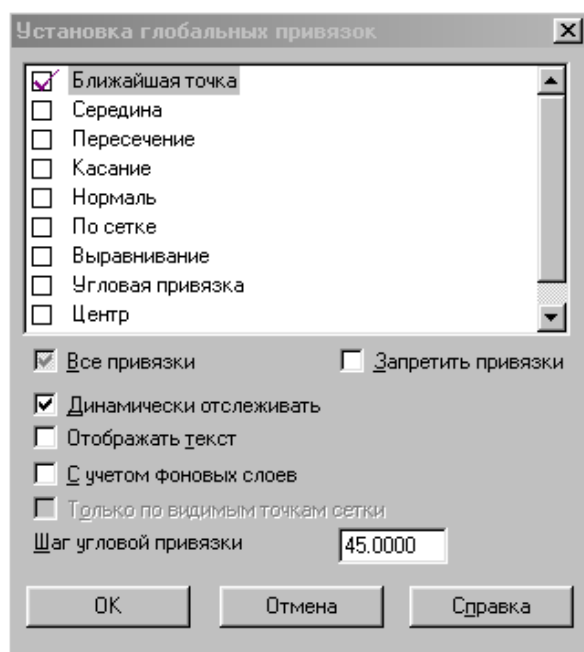 Установка глобальных привязок
Ближайшая точка
Середина
Пересечение
Касание
Нормаль
По сетке
Выравнивание
Угловая привязка
Центр
Все привязки Запретить привязки
Динамически отслеживать
Отображать текст
С учетом фоновых слоев
Только по видимым точкам сетки
Шаг угловой привязки 45.0000
OK Отмена Справка